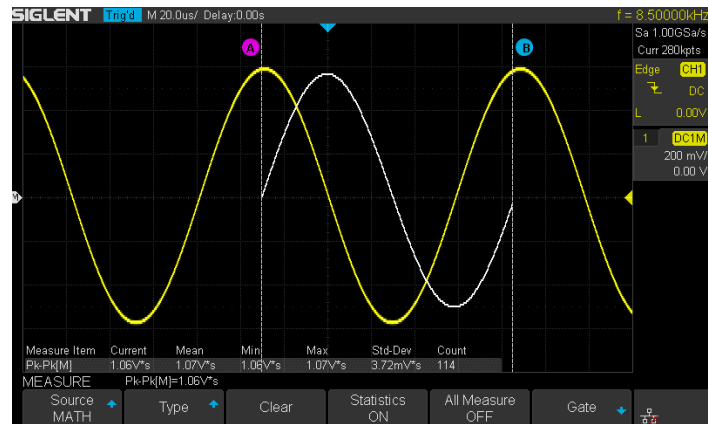 SIGLENT Trig'd M 20.0us/ Delay:0.00s f = 8.50000kHz
Sa 1.00GSa/s
Curr 280kpts
Edge CH1
DC
L 0.00V
1 DC1M
200 mV/
0.00 V
A B
M
Measure Item Current Mean Min Max Std-Dev Count
Pk-Pk[M] 1.06V*s 1.07V*s 1.06V*s 1.07V*s 3.72mV*s 114
MEASURE Pk-Pk[M]=1.06V*s
Source Type Clear Statistics All Measure Gate
MATH ON OFF